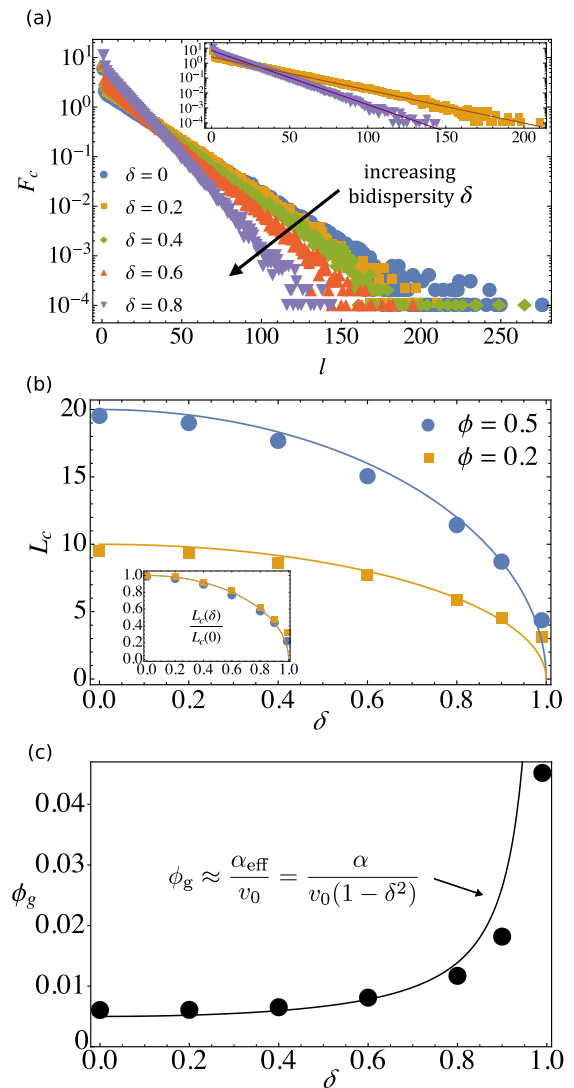 (a)
10^1
10^0
10^-1
10^-2
10^-3
10^-4
F_c
10^1
10^0
10^-1
10^-2
10^-3
10^-4
0 50 100 150 200
δ = 0
δ = 0.2
δ = 0.4
δ = 0.6
δ = 0.8
increasing
bidispersity δ
0 50 100 150 200 250
l
(b)
20
15
10
5
0
L_c
ϕ = 0.5
ϕ = 0.2
1.0
0.8
0.6
0.4
0.2
0.0
L_c(δ)
L_c(0)
0.0 0.2 0.4 0.6 0.8 1.0
0.0 0.2 0.4 0.6 0.8 1.0
δ
(c)
0.04
0.03
0.02
0.01
0
ϕ_g
ϕ_g ≈ α_eff / v_0 = α / v_0(1 − δ^2)
0.0 0.2 0.4 0.6 0.8 1.0
δ